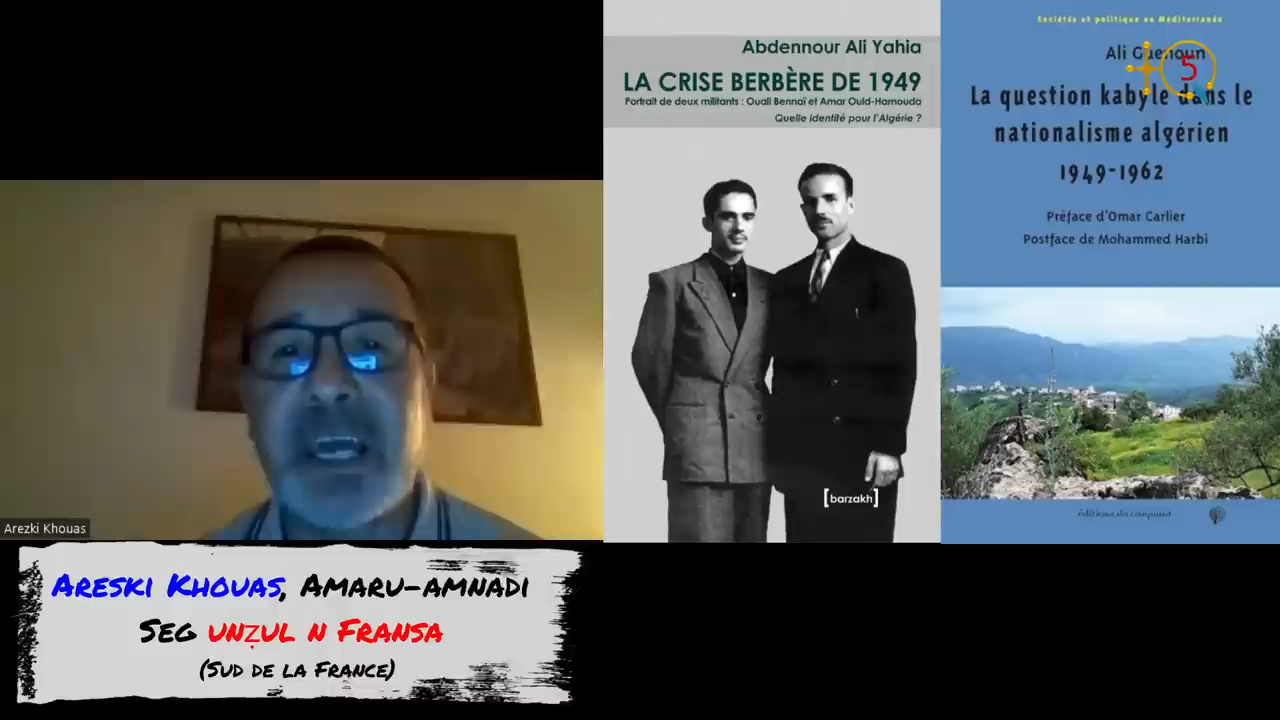 Arezki Khouas
Areski Khouas, Amaru-amnadi
Seg unẓul n Fransa
(Sud de la France)
Abdennour Ali Yahia
LA CRISE BERBÈRE DE 1949
Portrait de deux militants : Ouali Bennaï et Amar Ould-Hamouda
Quelle identité pour l'Algérie ?
[barzakh]
Sociétés et politique en Méditerranée
Ali Guenoun
5
La question kabyle dans le
nationalisme algérien
1949-1962
Préface d'Omar Carlier
Postface de Mohammed Harbi
éditions du croquant